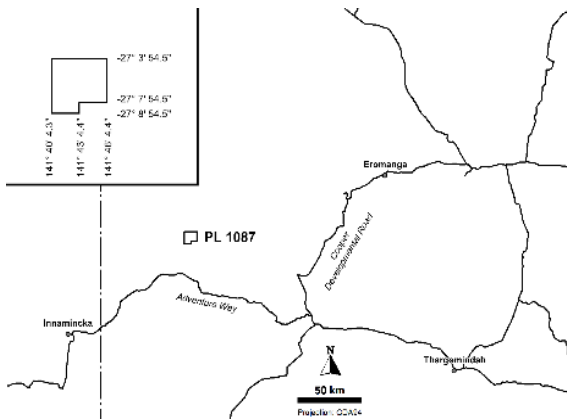 -27° 3' 54.5"
-27° 7' 54.5"
-27° 8' 54.5"
141° 40' 4.3"
141° 43' 4.4"
141° 46' 4.4"
Eromanga
PL 1087
Cooper
Developmental Road
Adventure Way
Innamincka
Thargomindah
N
50 km
Projection: GDA94